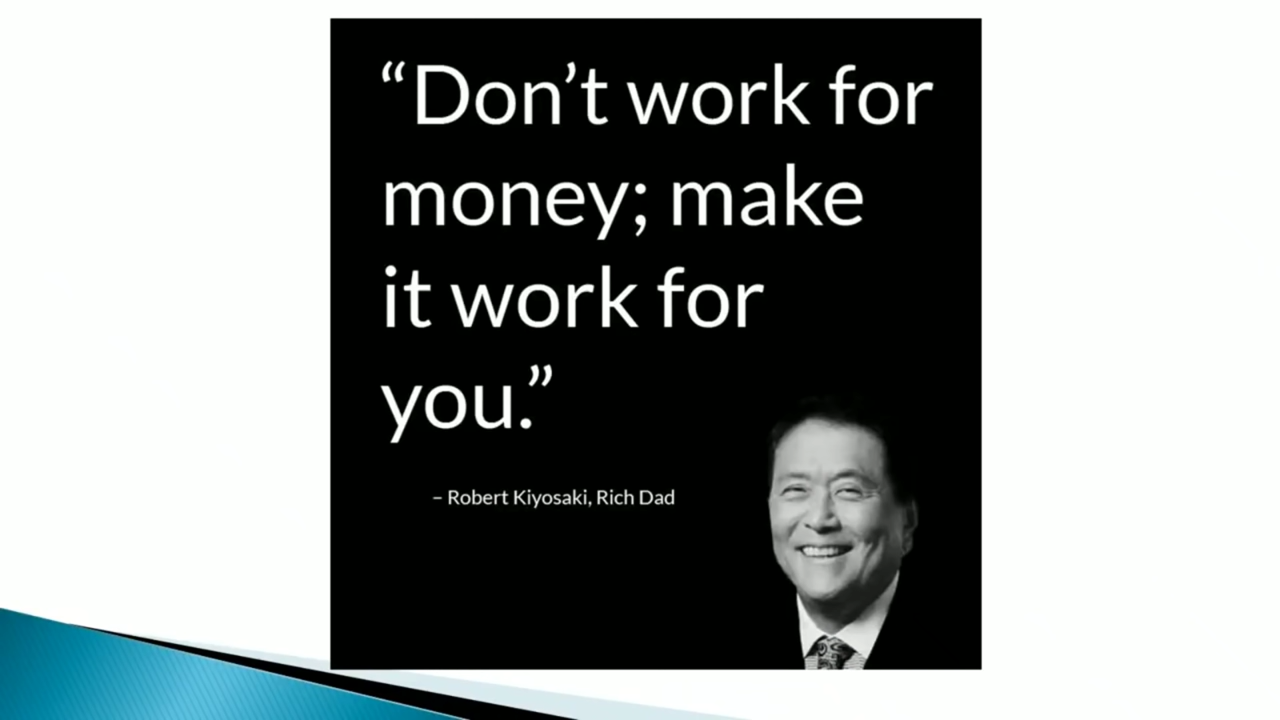 “Don’t work for
money; make
it work for
you.”
– Robert Kiyosaki, Rich Dad